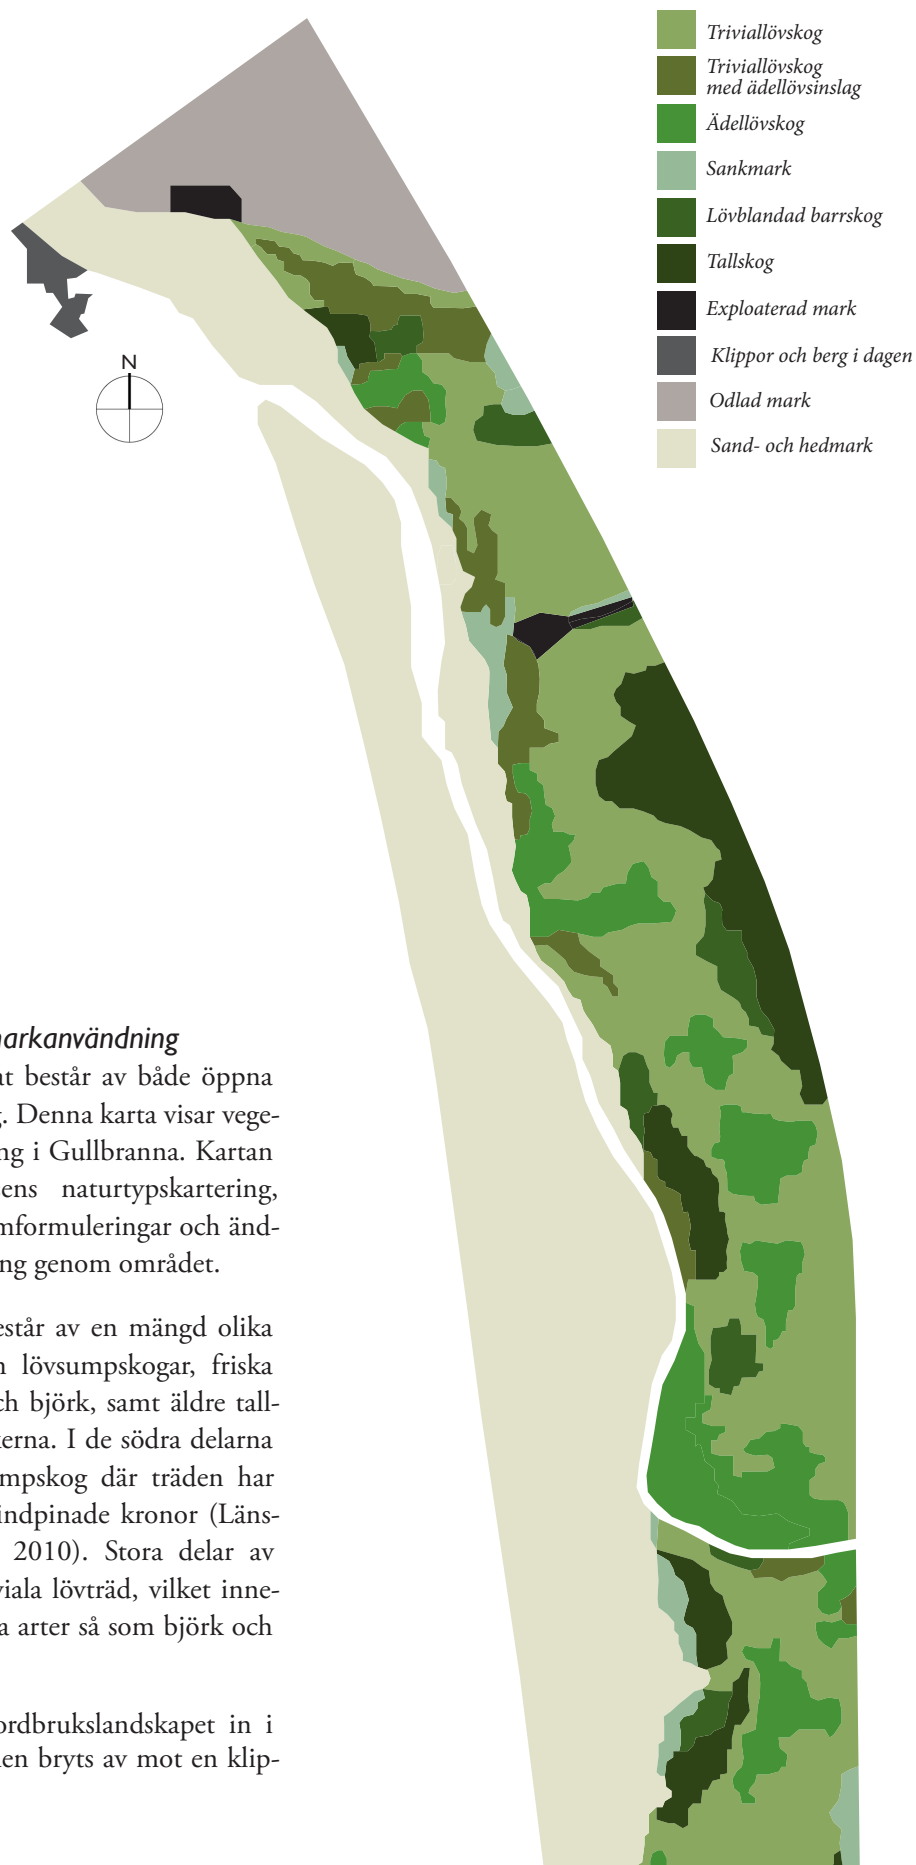 Triviallövskog
Triviallövskog
med ädellövsinslag
Ädellövskog
Sankmark
Lövblandad barrskog
Tallskog
Exploaterad mark
Klippor och berg i dagen
Odlad mark
Sand- och hedmark
N
arkanvändning
at består av både öppna
. Denna karta visar vege-
ng i Gullbranna. Kartan
ens naturtypskartering,
mformuleringar och änd-
ng genom området.
estår av en mängd olika
lövsumpskogar, friska
ch björk, samt äldre tall-
kerna. I de södra delarna
mpskog där träden har
indpinade kronor (Läns-
2010). Stora delar av
viala lövträd, vilket inne-
a arter så som björk och
ordbrukslandskapet in i
en bryts av mot en klip-